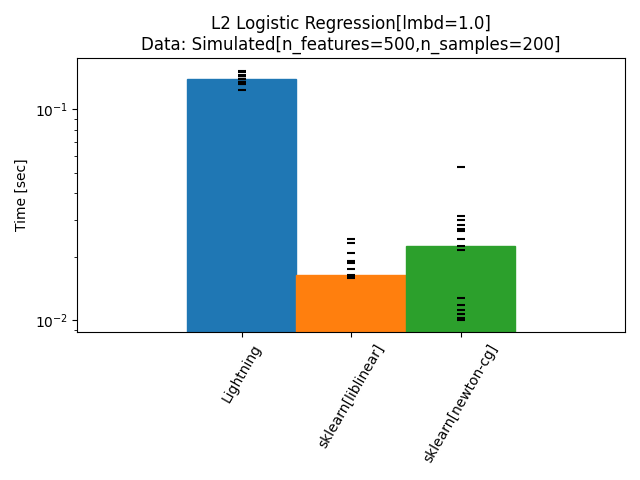 L2 Logistic Regression[lmbd=1.0]
Data: Simulated[n_features=500,n_samples=200]
Time [sec]
10⁻¹
10⁻²
Lightning
sklearn[liblinear]
sklearn[newton-cg]